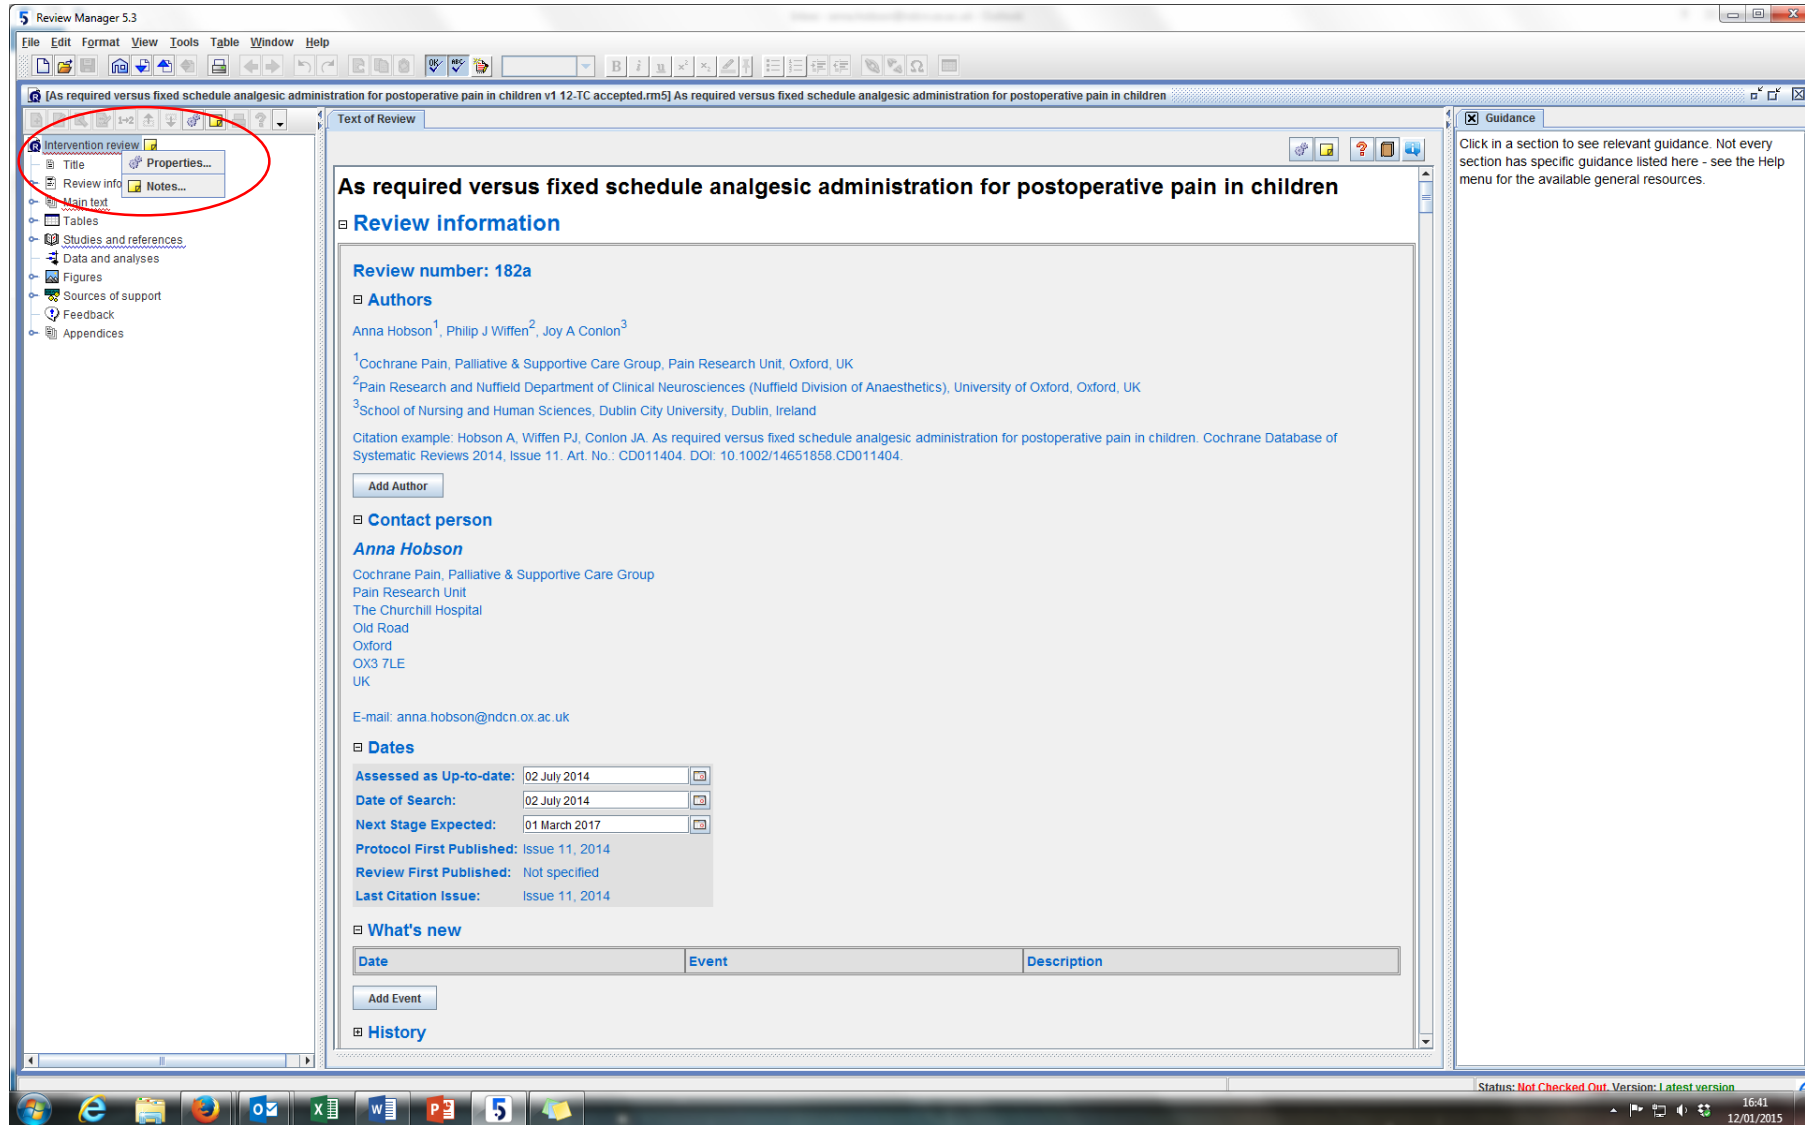 Review Manager 5.3
File Edit Format View Tools Table Window Help
[As required versus fixed schedule analgesic administration for postoperative pain in children v1 12-TC accepted.rm5] As required versus fixed schedule analgesic administration for postoperative pain in children
Intervention review
Title
Review info
Main text
Tables
Studies and references
Data and analyses
Figures
Sources of support
Feedback
Appendices
Properties...
Notes...
Text of Review
As required versus fixed schedule analgesic administration for postoperative pain in children
Review information
Review number: 182a
Authors
Anna Hobson1, Philip J Wiffen2, Joy A Conlon3
1Cochrane Pain, Palliative & Supportive Care Group, Pain Research Unit, Oxford, UK
2Pain Research and Nuffield Department of Clinical Neurosciences (Nuffield Division of Anaesthetics), University of Oxford, Oxford, UK
3School of Nursing and Human Sciences, Dublin City University, Dublin, Ireland
Citation example: Hobson A, Wiffen PJ, Conlon JA. As required versus fixed schedule analgesic administration for postoperative pain in children. Cochrane Database of
Systematic Reviews 2014, Issue 11. Art. No.: CD011404. DOI: 10.1002/14651858.CD011404.
Add Author
Contact person
Anna Hobson
Cochrane Pain, Palliative & Supportive Care Group
Pain Research Unit
The Churchill Hospital
Old Road
Oxford
OX3 7LE
UK
E-mail: anna.hobson@ndcn.ox.ac.uk
Dates
Assessed as Up-to-date: 02 July 2014
Date of Search: 02 July 2014
Next Stage Expected: 01 March 2017
Protocol First Published: Issue 11, 2014
Review First Published: Not specified
Last Citation Issue: Issue 11, 2014
What's new
Date Event Description
Add Event
History
Guidance
Click in a section to see relevant guidance. Not every
section has specific guidance listed here - see the Help
menu for the available general resources.
Status: Not Checked Out. Version: Latest version
16:41
12/01/2015